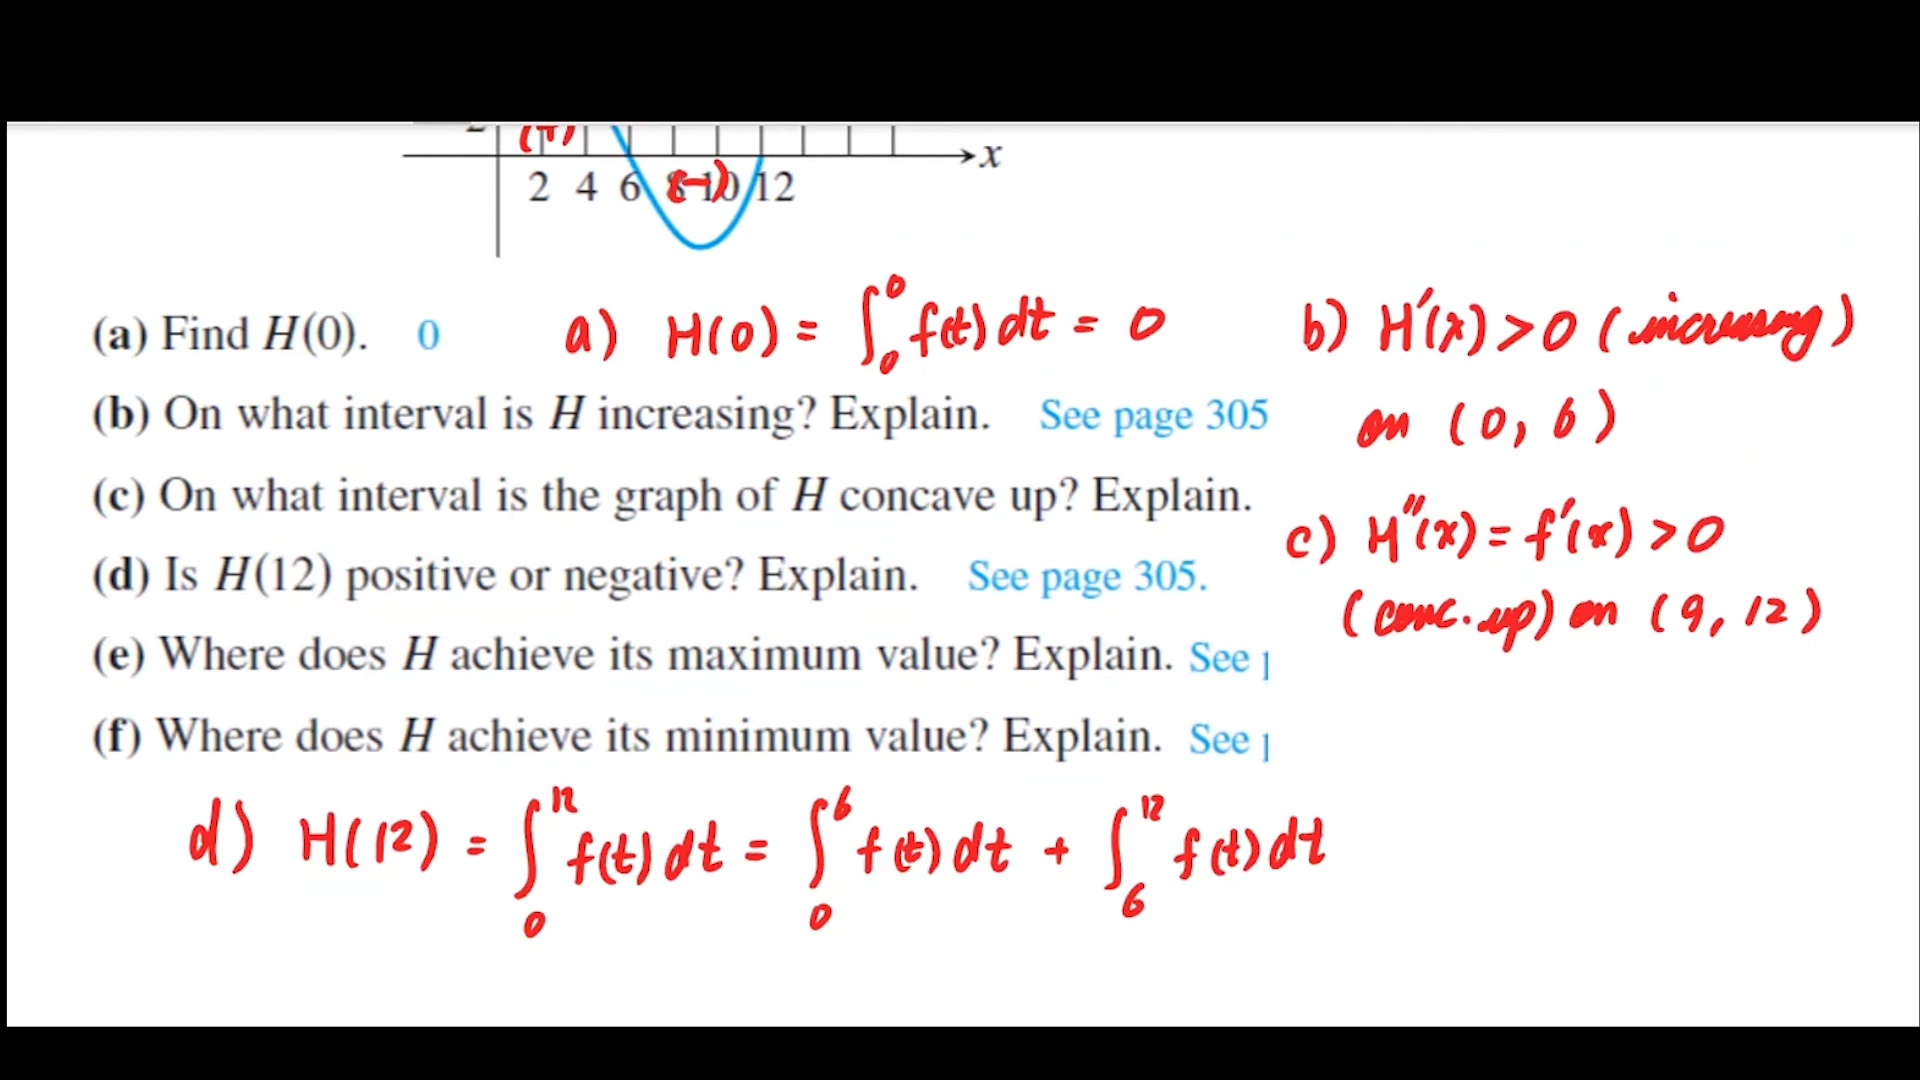 (+)
x
2 4 6 8 10 12
(-)
(a) Find H(0). 0
a) H(0) = ∫₀⁰ f(t) dt = 0
b) H'(x) > 0 (increasing)
on (0, 6)
(b) On what interval is H increasing? Explain. See page 305
(c) On what interval is the graph of H concave up? Explain.
c) H''(x) = f'(x) > 0
(conc. up) on (9, 12)
(d) Is H(12) positive or negative? Explain. See page 305.
(e) Where does H achieve its maximum value? Explain. See
(f) Where does H achieve its minimum value? Explain. See
d) H(12) = ∫₀¹² f(t) dt = ∫₀⁶ f(t) dt + ∫₆¹² f(t) dt